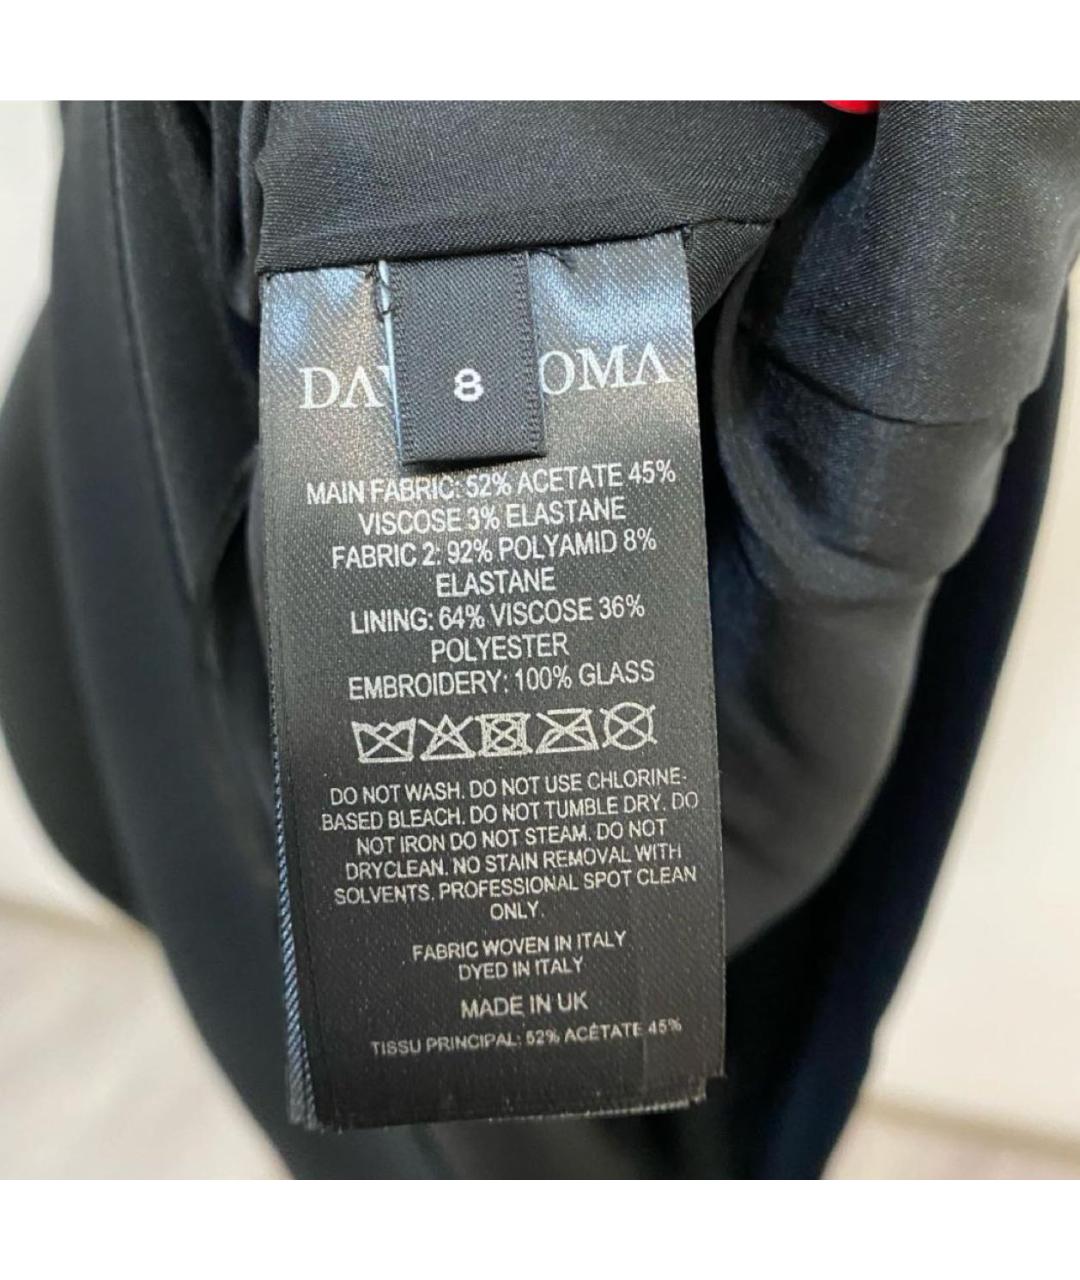 DAV 8 OMA
MAIN FABRIC: 52% ACETATE 45%
VISCOSE 3% ELASTANE
FABRIC 2: 92% POLYAMID 8%
ELASTANE
LINING: 64% VISCOSE 36%
POLYESTER
EMBROIDERY: 100% GLASS
DO NOT WASH. DO NOT USE CHLORINE-
BASED BLEACH. DO NOT TUMBLE DRY. DO
NOT IRON DO NOT STEAM. DO NOT
DRYCLEAN. NO STAIN REMOVAL WITH
SOLVENTS. PROFESSIONAL SPOT CLEAN
ONLY.
FABRIC WOVEN IN ITALY
DYED IN ITALY
MADE IN UK
TISSU PRINCIPAL: 52% ACÉTATE 45%